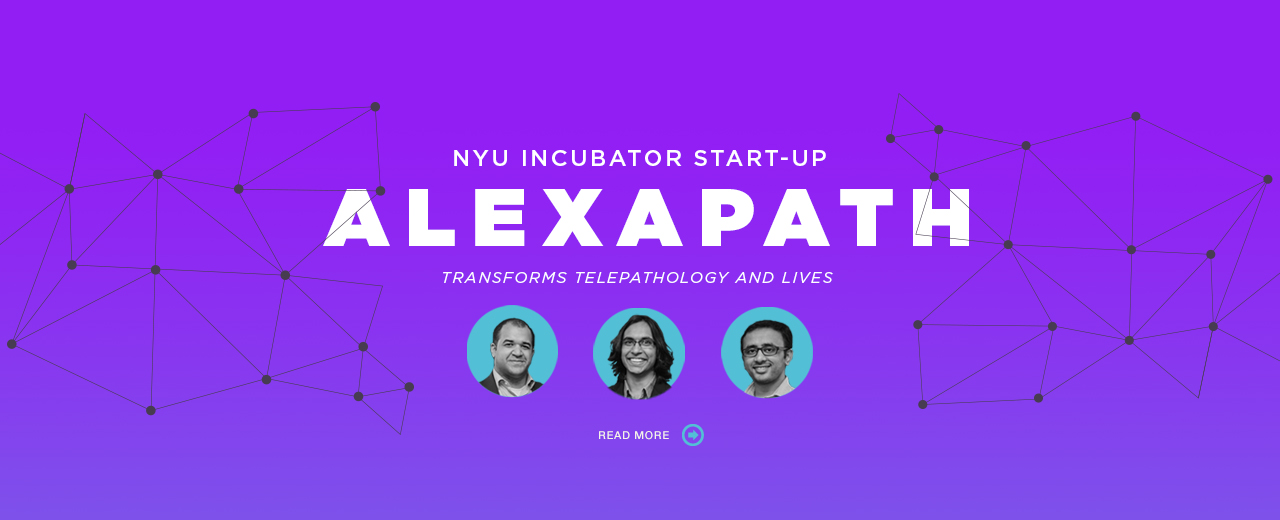 NYU INCUBATOR START-UP
ALEXAPATH
TRANSFORMS TELEPATHOLOGY AND LIVES
READ MORE